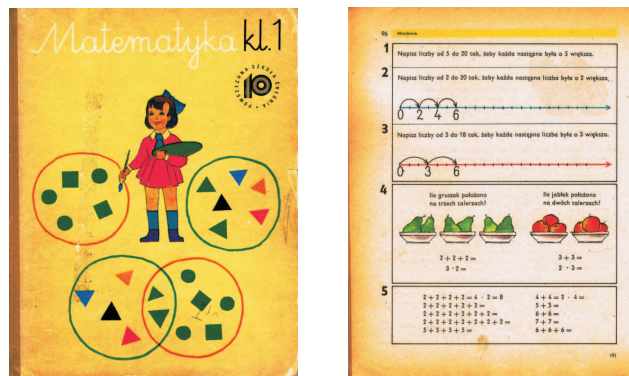 Matematyka kl.1
POWSZECHNA SZKOŁA ŚREDNIA
10
96 Mnożenie
1 Napisz liczby od 5 do 20 tak, żeby każda następna była o 5 większa.
2 Napisz liczby od 2 do 20 tak, żeby każda następna liczba była o 2 większa.
0 2 4 6
3 Napisz liczby od 3 do 18 tak, żeby każda następna liczba była o 3 większa.
0 3 6
4
Ile gruszek położono
na trzech talerzach?
2 + 2 + 2 =
3 · 2 =
Ile jabłek położono
na dwóch talerzach?
3 + 3 =
2 · 3 =
5
2 + 2 + 2 + 2 = 4 · 2 = 8
2 + 2 + 2 + 2 + 2 =
2 + 2 + 2 + 2 + 2 + 2 =
2 + 2 + 2 + 2 + 2 + 2 + 2 =
5 + 5 + 5 + 5 =
4 + 4 = 2 · 4 =
5 + 5 =
6 + 6 =
7 + 7 =
6 + 6 + 6 =